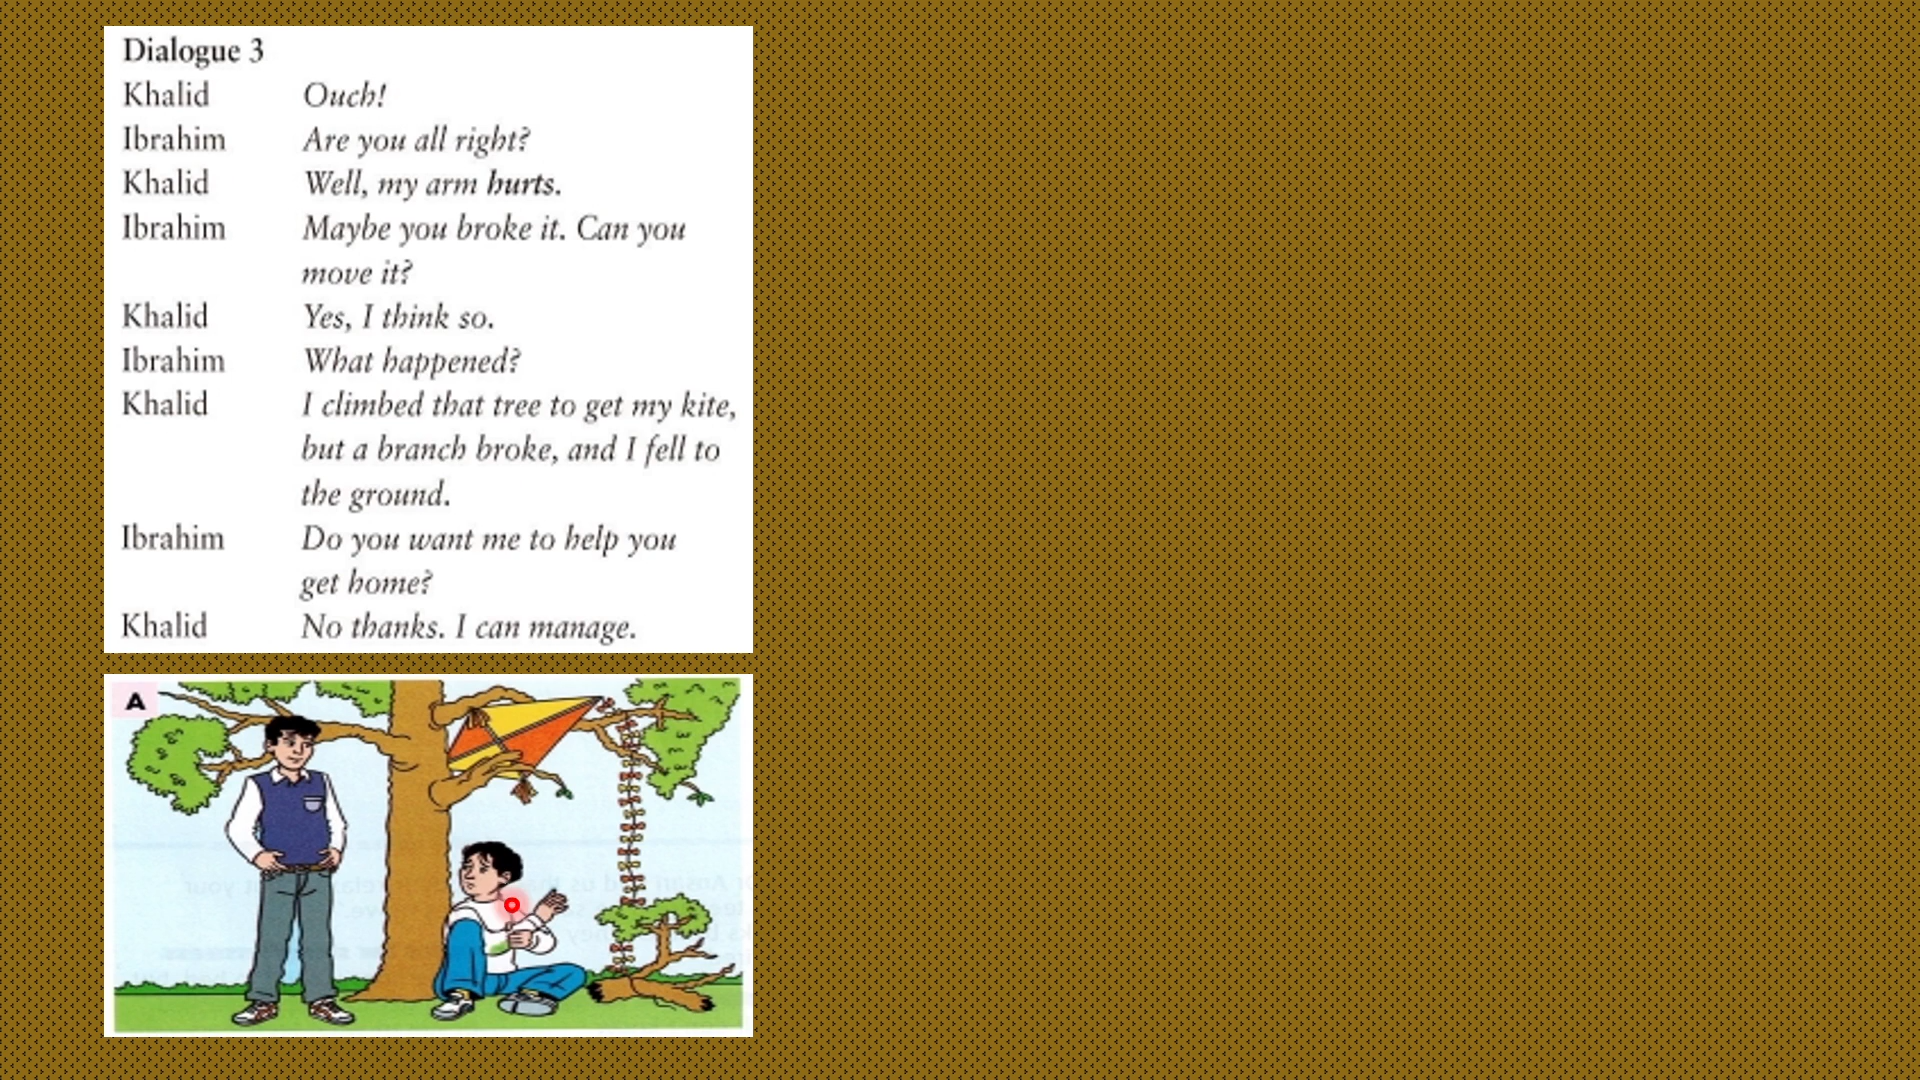 Dialogue 3
Khalid Ouch!
Ibrahim Are you all right?
Khalid Well, my arm hurts.
Ibrahim Maybe you broke it. Can you
move it?
Khalid Yes, I think so.
Ibrahim What happened?
Khalid I climbed that tree to get my kite,
but a branch broke, and I fell to
the ground.
Ibrahim Do you want me to help you
get home?
Khalid No thanks. I can manage.
A